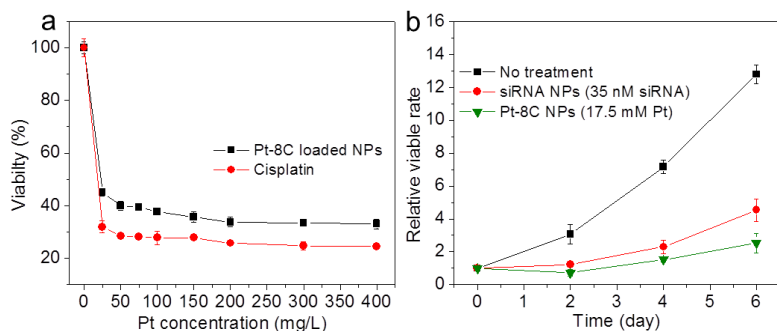 a
Viabilty (%)
100
80
60
40
20
Pt-8C loaded NPs
Cisplatin
0 50 100 150 200 250 300 350 400
Pt concentration (mg/L)
b
Relative viable rate
16
14
12
10
8
6
4
2
0
No treatment
siRNA NPs (35 nM siRNA)
Pt-8C NPs (17.5 mM Pt)
0 1 2 3 4 5 6
Time (day)